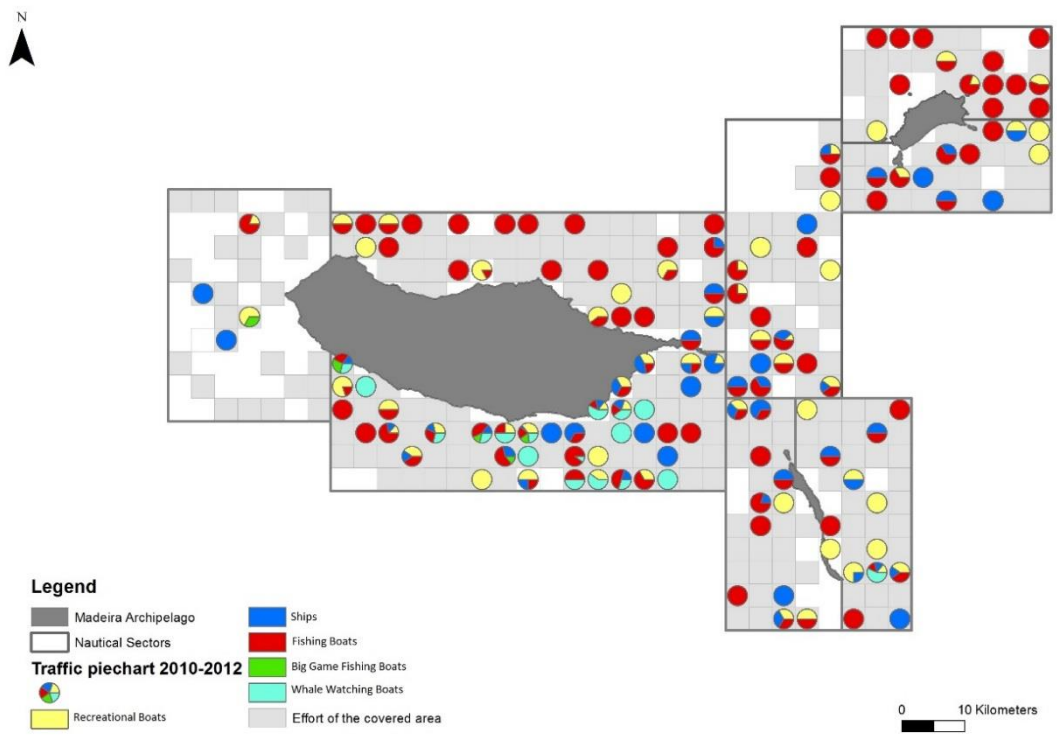 N
Legend
Madeira Archipelago
Nautical Sectors
Traffic piechart 2010-2012
Recreational Boats
Ships
Fishing Boats
Big Game Fishing Boats
Whale Watching Boats
Effort of the covered area
0 10 Kilometers